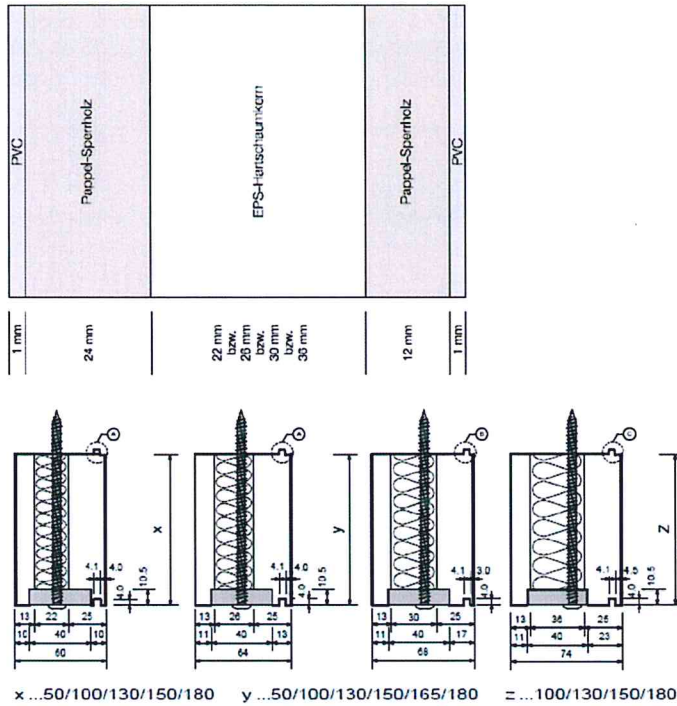 PVC
Pappel-Sperrholz
EPS-Hartschaumkern
Pappel-Sperrholz
PVC
1 mm
24 mm
22 mm
bzw.
26 mm
bzw.
30 mm
bzw.
36 mm
12 mm
1 mm
A
A
B
C
x
y
z
4.1 4.0
4.0
10.5
4.1 4.0
4.0
10.5
4.1 3.0
4.0
10.5
4.1 4.5
4.0
10.5
13 22 25
10 40 10
60
13 26 25
11 40 13
64
13 30 25
11 40 17
68
13 36 25
11 40 23
74
x ...50/100/130/150/180
y ...50/100/130/150/165/180
z ...100/130/150/180